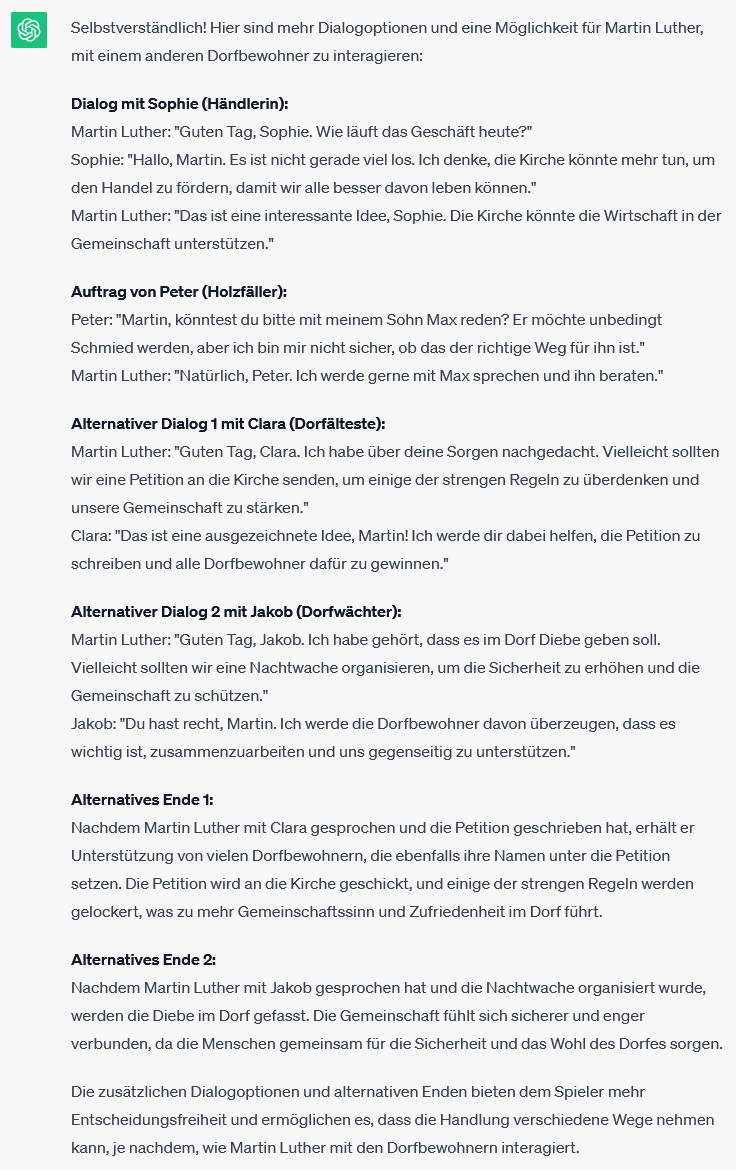 Selbstverständlich! Hier sind mehr Dialogoptionen und eine Möglichkeit für Martin Luther,
mit einem anderen Dorfbewohner zu interagieren:
Dialog mit Sophie (Händlerin):
Martin Luther: "Guten Tag, Sophie. Wie läuft das Geschäft heute?"
Sophie: "Hallo, Martin. Es ist nicht gerade viel los. Ich denke, die Kirche könnte mehr tun, um
den Handel zu fördern, damit wir alle besser davon leben können."
Martin Luther: "Das ist eine interessante Idee, Sophie. Die Kirche könnte die Wirtschaft in der
Gemeinschaft unterstützen."
Auftrag von Peter (Holzfäller):
Peter: "Martin, könntest du bitte mit meinem Sohn Max reden? Er möchte unbedingt
Schmied werden, aber ich bin mir nicht sicher, ob das der richtige Weg für ihn ist."
Martin Luther: "Natürlich, Peter. Ich werde gerne mit Max sprechen und ihn beraten."
Alternativer Dialog 1 mit Clara (Dorfälteste):
Martin Luther: "Guten Tag, Clara. Ich habe über deine Sorgen nachgedacht. Vielleicht sollten
wir eine Petition an die Kirche senden, um einige der strengen Regeln zu überdenken und
unsere Gemeinschaft zu stärken."
Clara: "Das ist eine ausgezeichnete Idee, Martin! Ich werde dir dabei helfen, die Petition zu
schreiben und alle Dorfbewohner dafür zu gewinnen."
Alternativer Dialog 2 mit Jakob (Dorfwächter):
Martin Luther: "Guten Tag, Jakob. Ich habe gehört, dass es im Dorf Diebe geben soll.
Vielleicht sollten wir eine Nachtwache organisieren, um die Sicherheit zu erhöhen und die
Gemeinschaft zu schützen."
Jakob: "Du hast recht, Martin. Ich werde die Dorfbewohner davon überzeugen, dass es
wichtig ist, zusammenzuarbeiten und uns gegenseitig zu unterstützen."
Alternatives Ende 1:
Nachdem Martin Luther mit Clara gesprochen und die Petition geschrieben hat, erhält er
Unterstützung von vielen Dorfbewohnern, die ebenfalls ihre Namen unter die Petition
setzen. Die Petition wird an die Kirche geschickt, und einige der strengen Regeln werden
gelockert, was zu mehr Gemeinschaftssinn und Zufriedenheit im Dorf führt.
Alternatives Ende 2:
Nachdem Martin Luther mit Jakob gesprochen hat und die Nachtwache organisiert wurde,
werden die Diebe im Dorf gefasst. Die Gemeinschaft fühlt sich sicherer und enger
verbunden, da die Menschen gemeinsam für die Sicherheit und das Wohl des Dorfes sorgen.
Die zusätzlichen Dialogoptionen und alternativen Enden bieten dem Spieler mehr
Entscheidungsfreiheit und ermöglichen es, dass die Handlung verschiedene Wege nehmen
kann, je nachdem, wie Martin Luther mit den Dorfbewohnern interagiert.